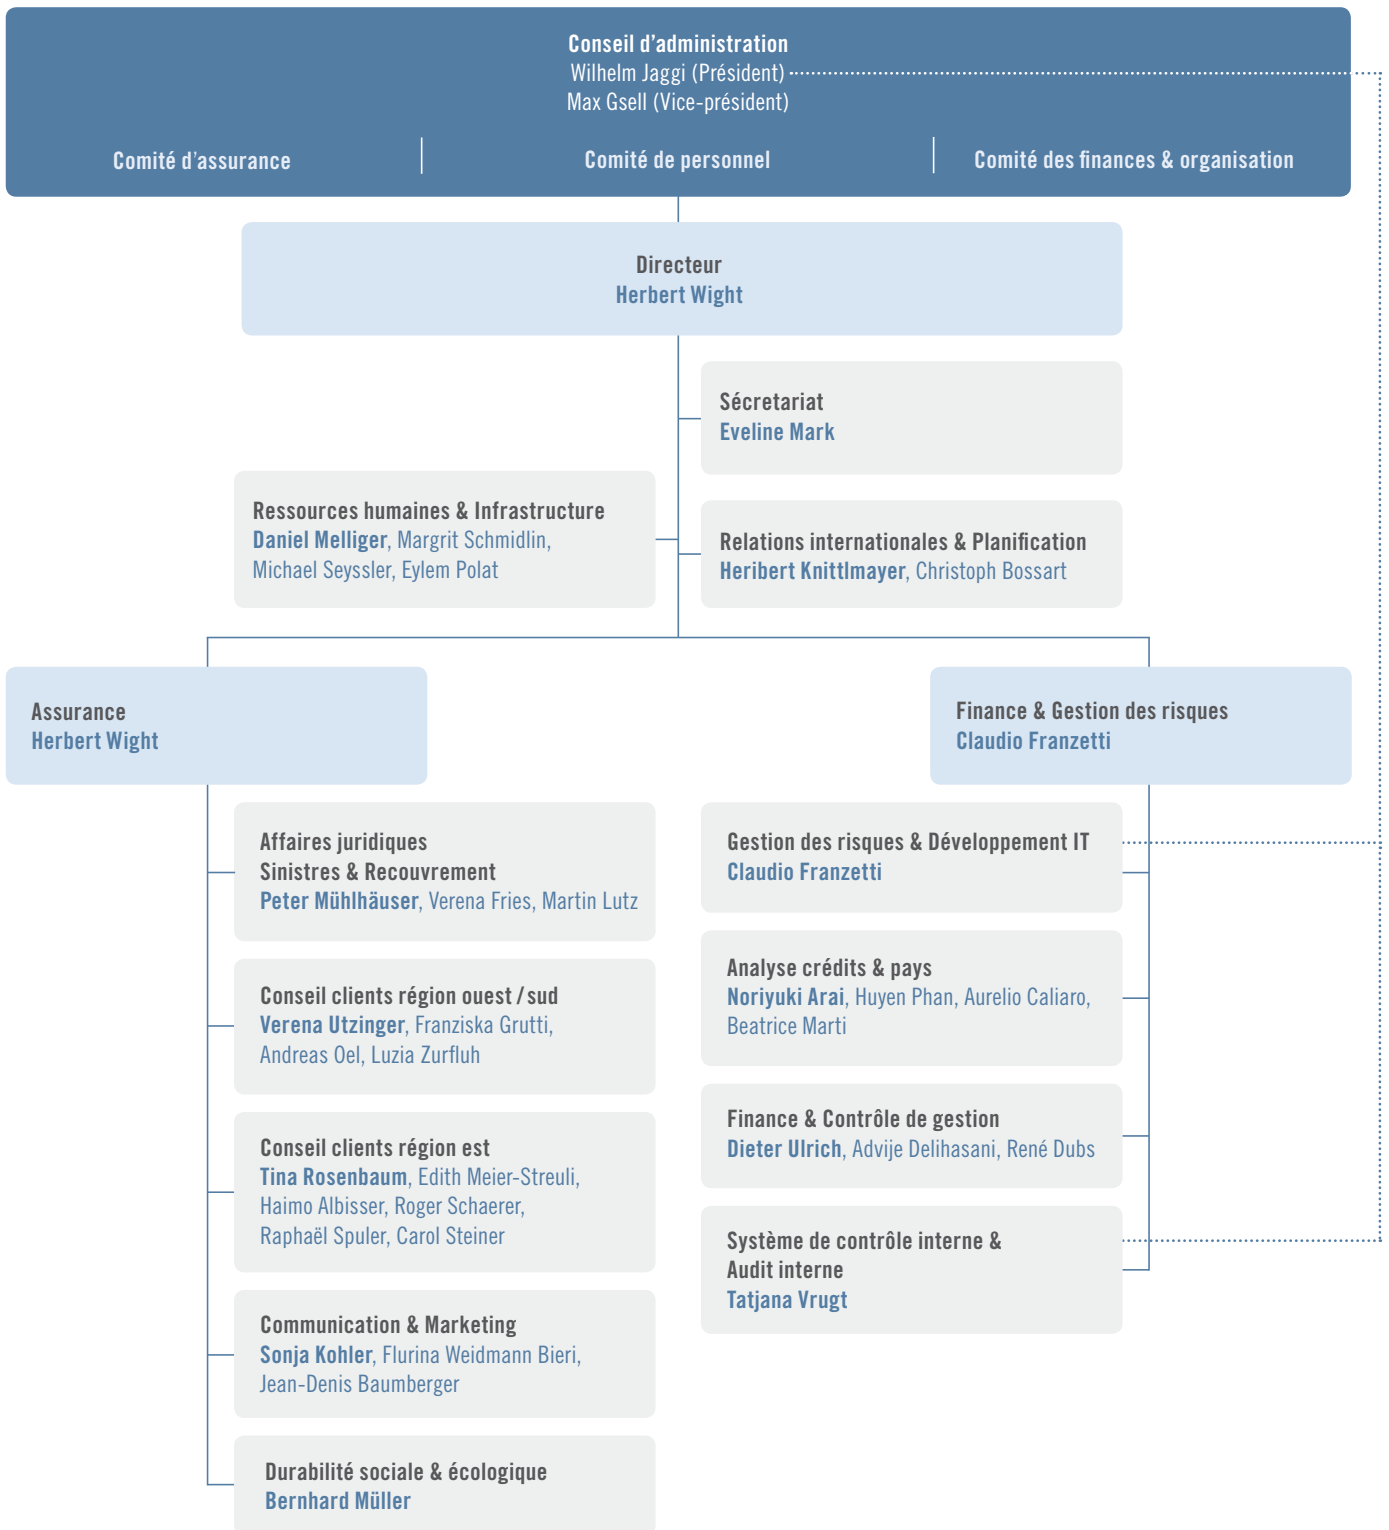 Conseil d’administration
Wilhelm Jaggi (Président)
Max Gsell (Vice-président)
Comité d’assurance
Comité de personnel
Comité des finances & organisation
Directeur
Herbert Wight
Sécretariat
Eveline Mark
Ressources humaines & Infrastructure
Daniel Melliger, Margrit Schmidlin,
Michael Seyssler, Eylem Polat
Relations internationales & Planification
Heribert Knittlmayer, Christoph Bossart
Assurance
Herbert Wight
Finance & Gestion des risques
Claudio Franzetti
Affaires juridiques
Sinistres & Recouvrement
Peter Mühlhäuser, Verena Fries, Martin Lutz
Conseil clients région ouest / sud
Verena Utzinger, Franziska Grutti,
Andreas Oel, Luzia Zurfluh
Conseil clients région est
Tina Rosenbaum, Edith Meier-Streuli,
Haimo Albisser, Roger Schaerer,
Raphaël Spuler, Carol Steiner
Communication & Marketing
Sonja Kohler, Flurina Weidmann Bieri,
Jean-Denis Baumberger
Durabilité sociale & écologique
Bernhard Müller
Gestion des risques & Développement IT
Claudio Franzetti
Analyse crédits & pays
Noriyuki Arai, Huyen Phan, Aurelio Caliaro,
Beatrice Marti
Finance & Contrôle de gestion
Dieter Ulrich, Advije Delihasani, René Dubs
Système de contrôle interne &
Audit interne
Tatjana Vrugt